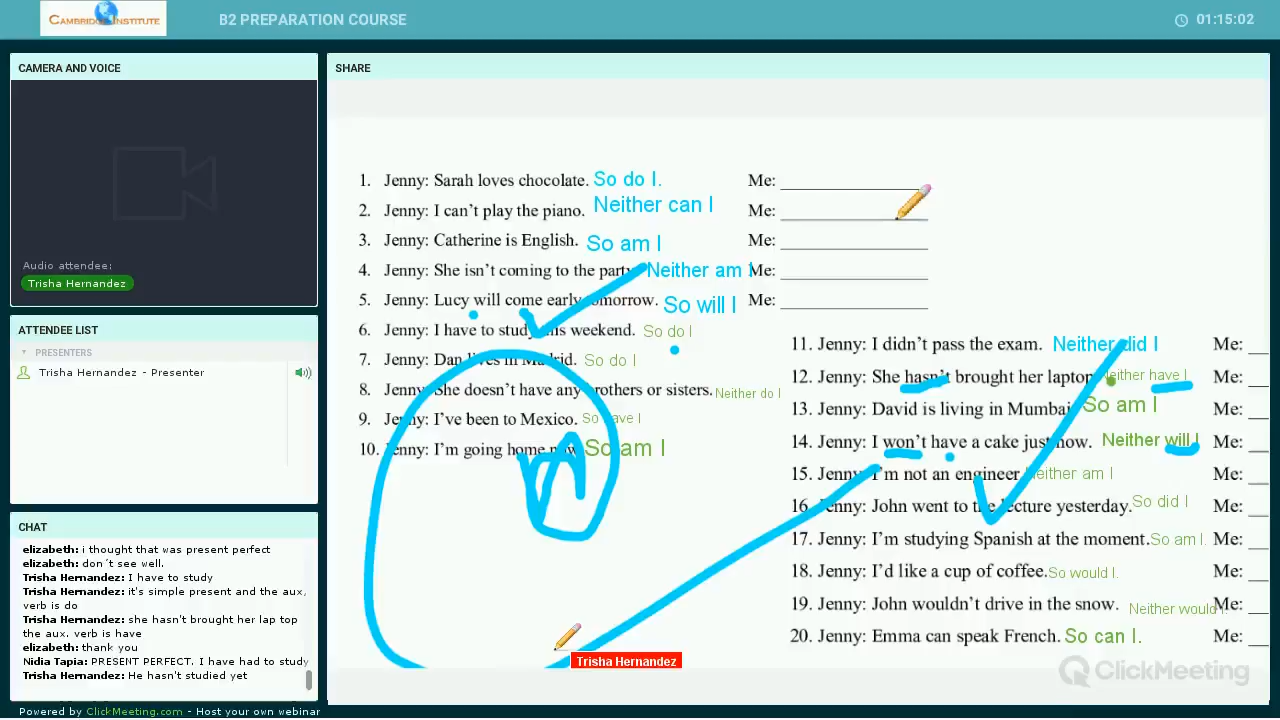 CAMBRIDGE INSTITUTE
B2 PREPARATION COURSE
01:15:02
CAMERA AND VOICE
Audio attendee:
Trisha Hernandez
ATTENDEE LIST
PRESENTERS
Trisha Hernandez - Presenter
CHAT
elizabeth: i thought that was present perfect
elizabeth: don´t see well.
Trisha Hernandez: I have to study
Trisha Hernandez: it's simple present and the aux,
verb is do
Trisha Hernandez: she hasn't brought her lap top
the aux. verb is have
elizabeth: thank you
Nidia Tapia: PRESENT PERFECT. I have had to study
Trisha Hernandez: He hasn't studied yet
Powered by ClickMeeting.com - Host your own webinar
SHARE
1. Jenny: Sarah loves chocolate. So do I. Me:
2. Jenny: I can't play the piano. Neither can I Me:
3. Jenny: Catherine is English. So am I Me:
4. Jenny: She isn't coming to the party. Neither am I Me:
5. Jenny: Lucy will come early tomorrow. So will I Me:
6. Jenny: I have to study this weekend. So do I
7. Jenny: Dan lives in Madrid. So do I
8. Jenny: She doesn't have any brothers or sisters. Neither do I
9. Jenny: I've been to Mexico. So have I
10. Jenny: I'm going home now So am I
11. Jenny: I didn't pass the exam. Neither did I Me:
12. Jenny: She hasn't brought her laptop Neither have I Me:
13. Jenny: David is living in Mumbai So am I Me:
14. Jenny: I won't have a cake just now. Neither will I Me:
15. Jenny: I'm not an engineer. Neither am I Me:
16. Jenny: John went to the lecture yesterday. So did I Me:
17. Jenny: I'm studying Spanish at the moment. So am I. Me:
18. Jenny: I'd like a cup of coffee. So would I. Me:
19. Jenny: John wouldn't drive in the snow. Neither would I. Me:
20. Jenny: Emma can speak French. So can I. Me:
Trisha Hernandez
ClickMeeting